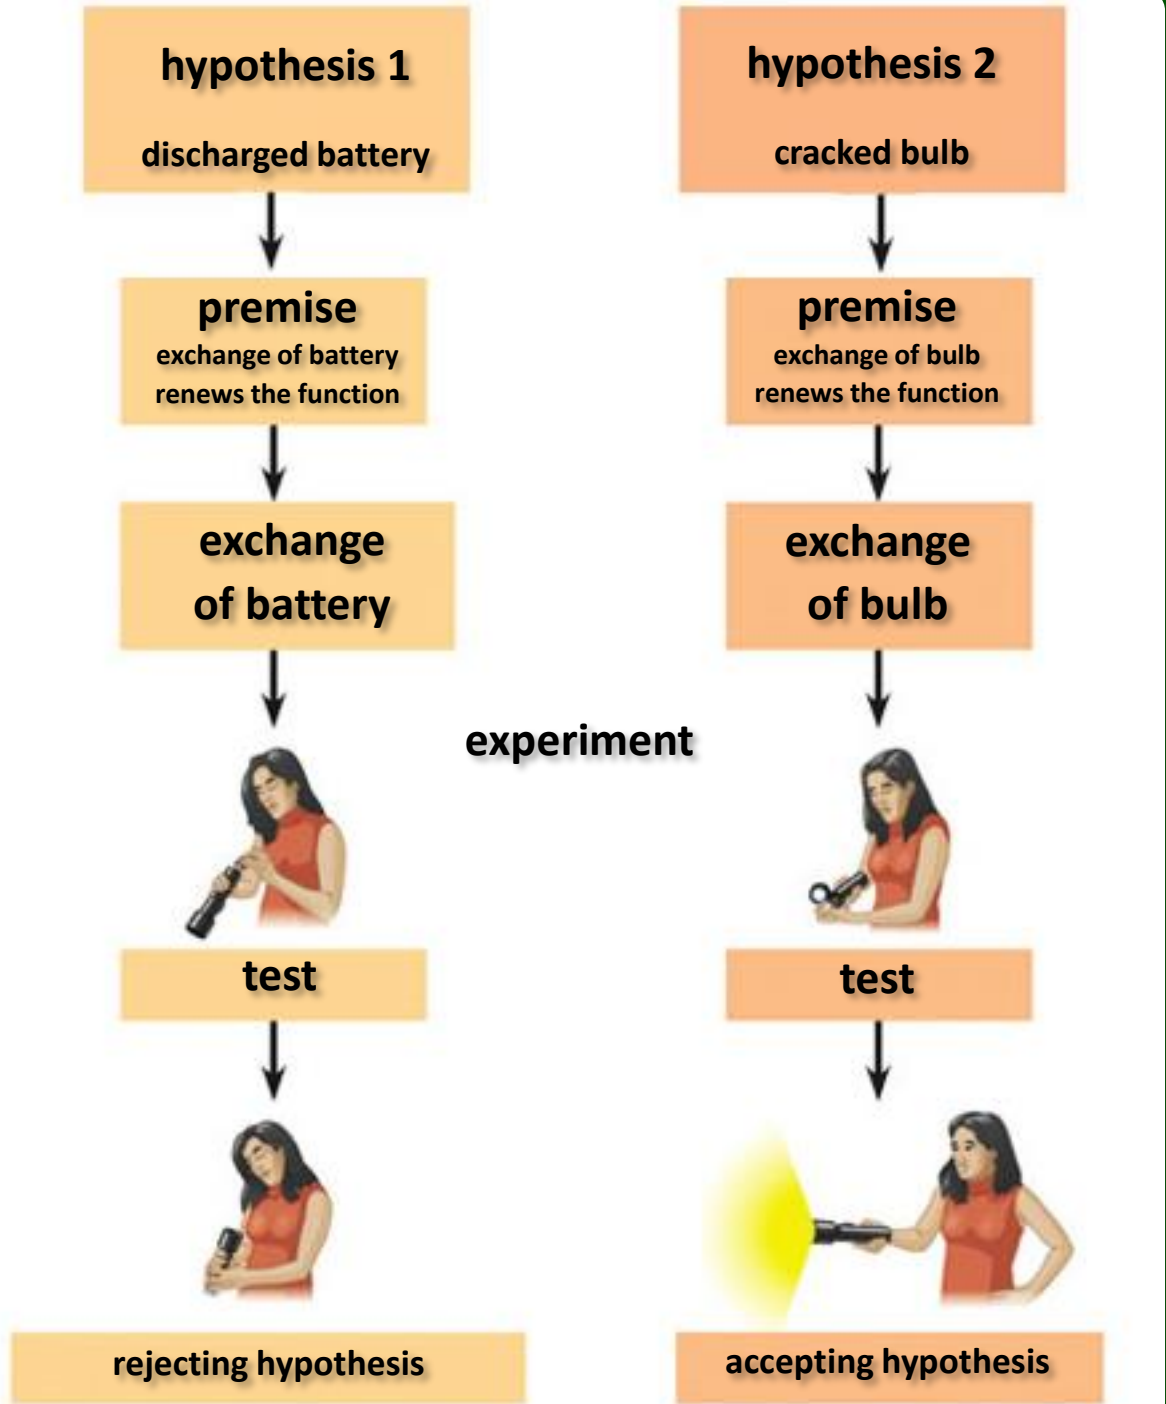 hypothesis 1
discharged battery
premise
exchange of battery
renews the function
exchange
of battery
hypothesis 2
cracked bulb
premise
exchange of bulb
renews the function
exchange
of bulb
experiment
test
rejecting hypothesis
test
accepting hypothesis